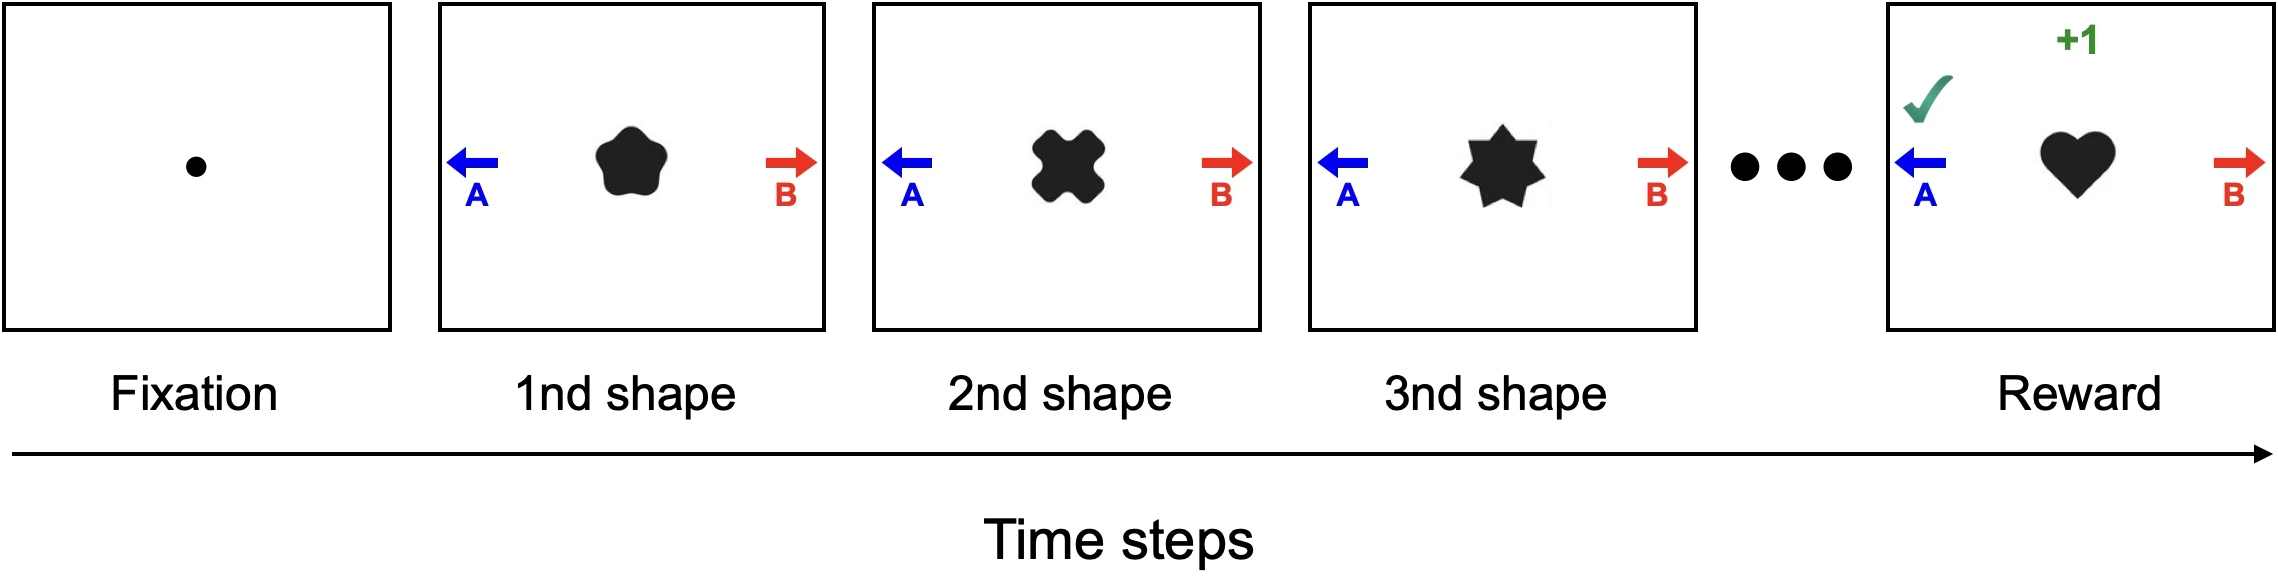 +1
A B
A B
A B
A B
Fixation
1nd shape
2nd shape
3nd shape
Reward
Time steps